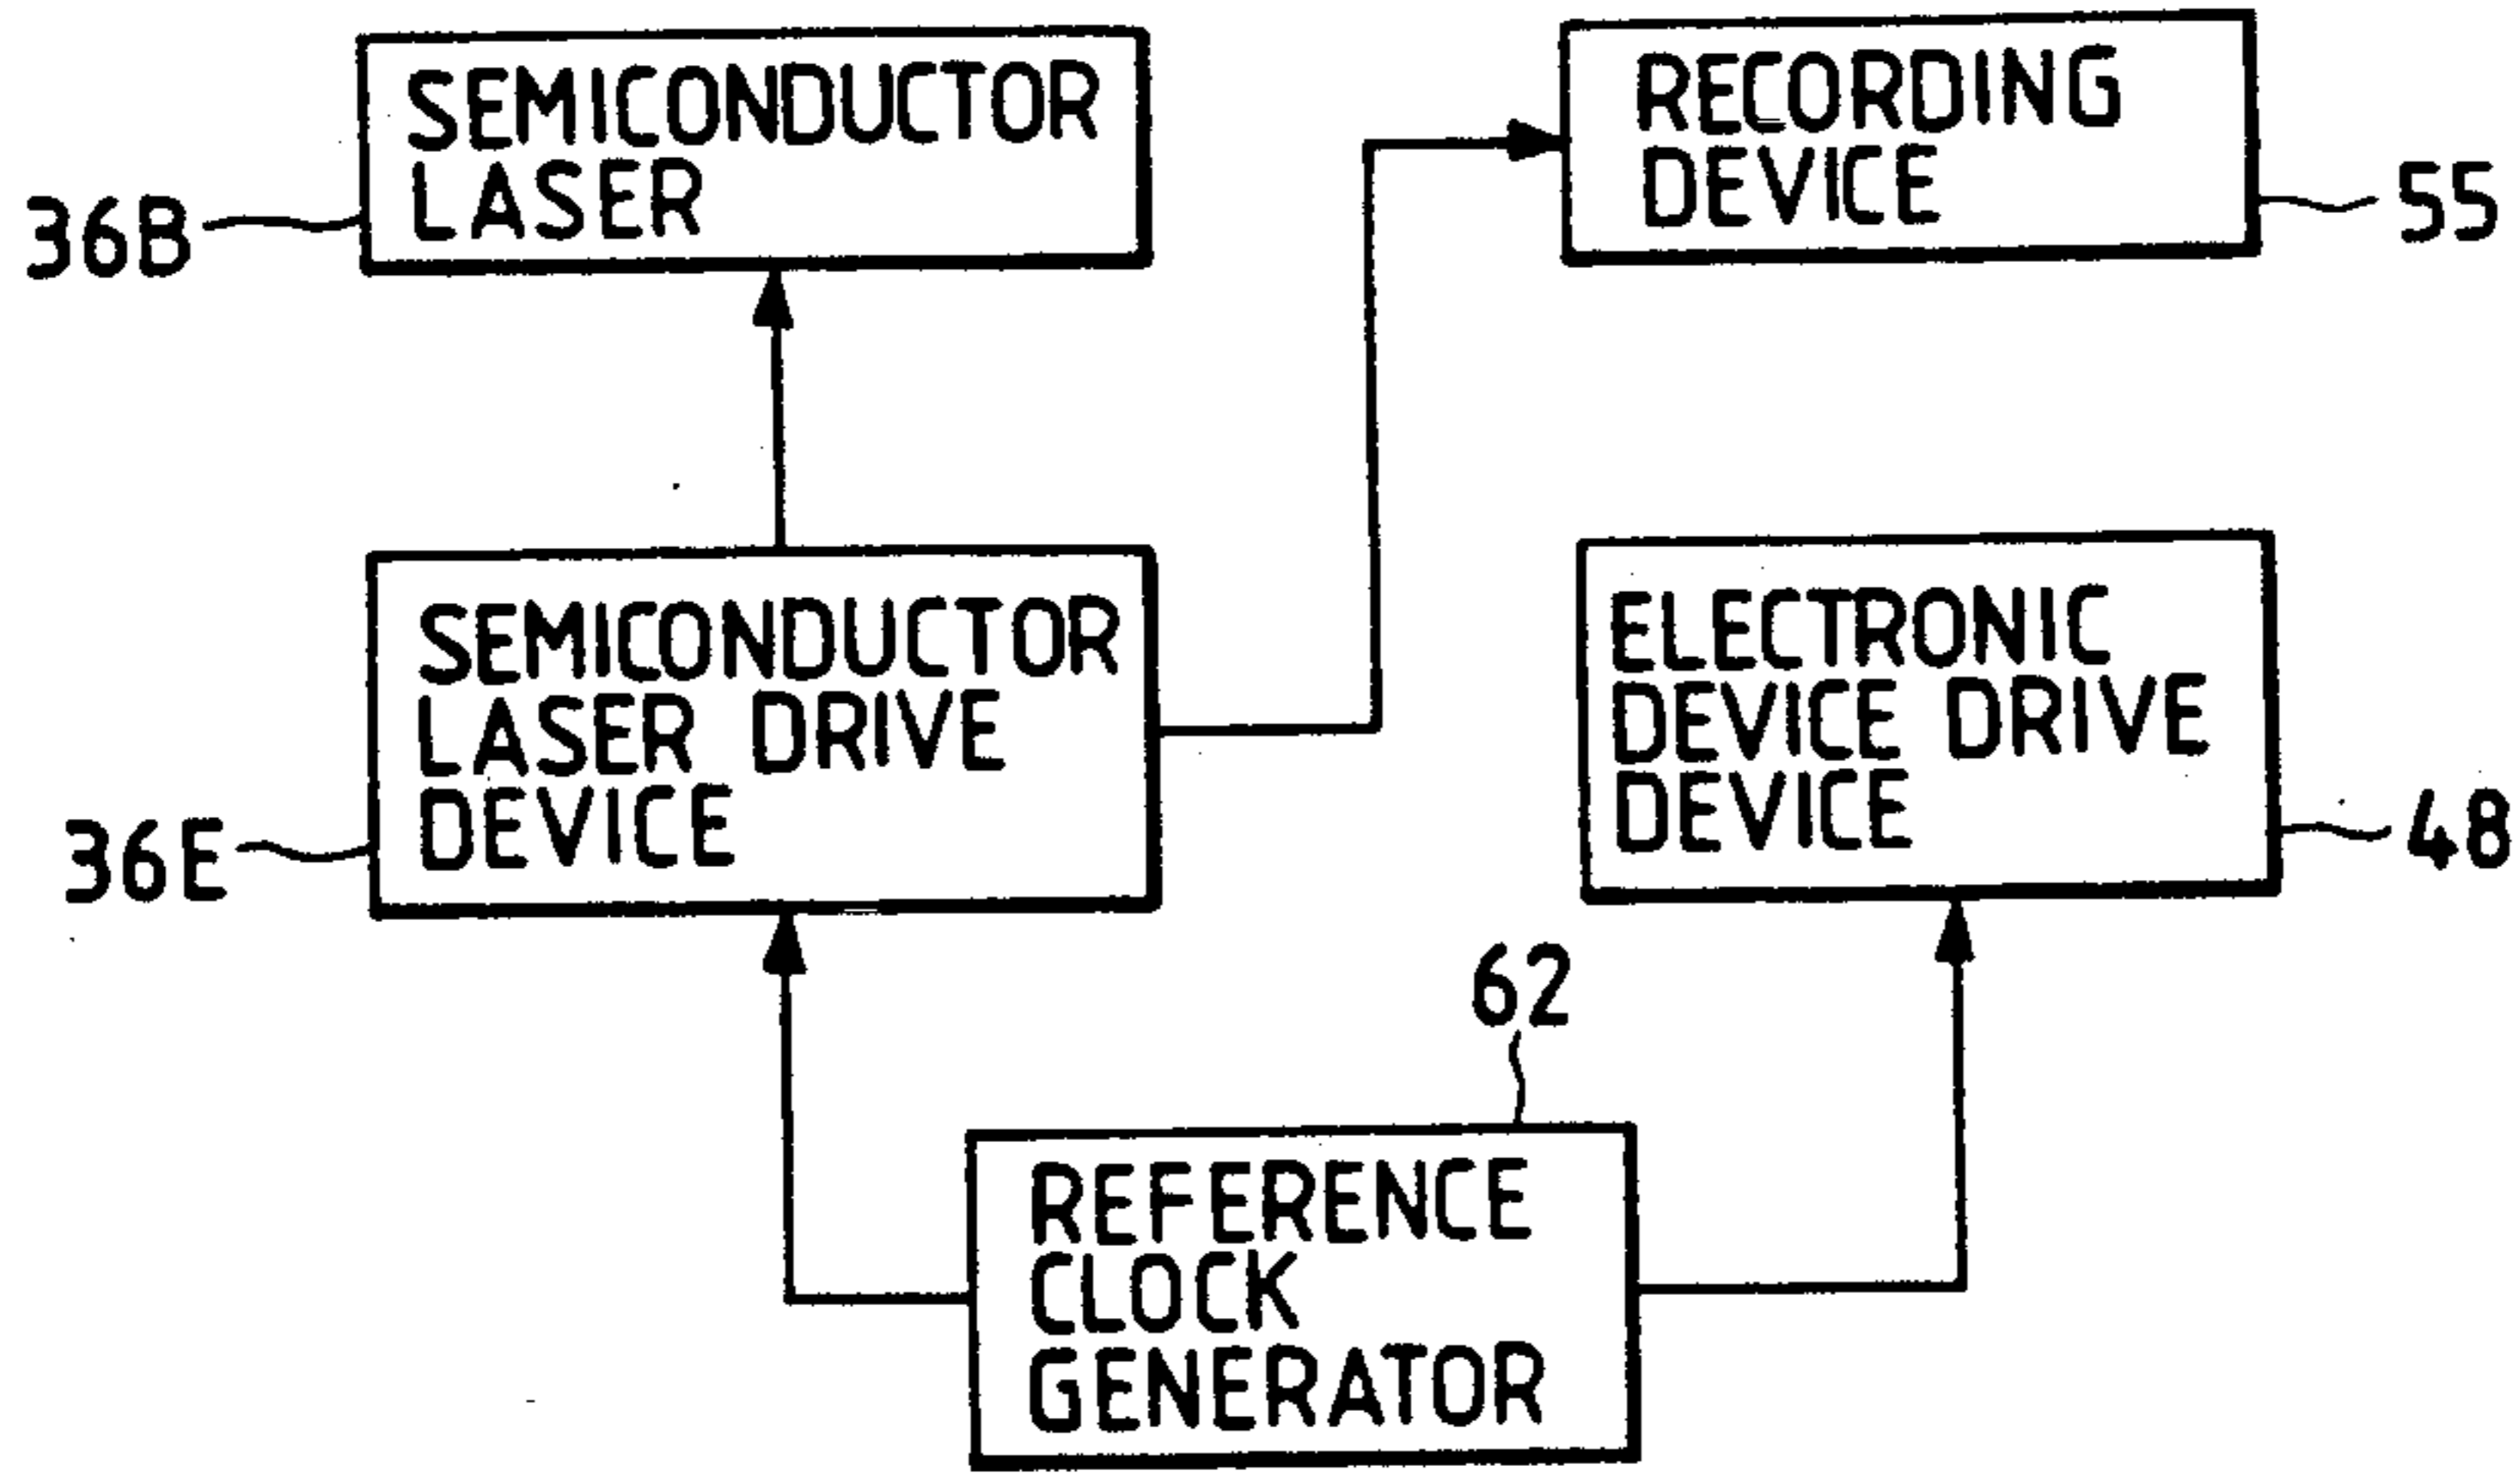 SEMICONDUCTOR
LASER
36B
RECORDING
DEVICE
55
SEMICONDUCTOR
LASER DRIVE
DEVICE
36E
ELECTRONIC
DEVICE DRIVE
DEVICE
48
62
REFERENCE
CLOCK
GENERATOR